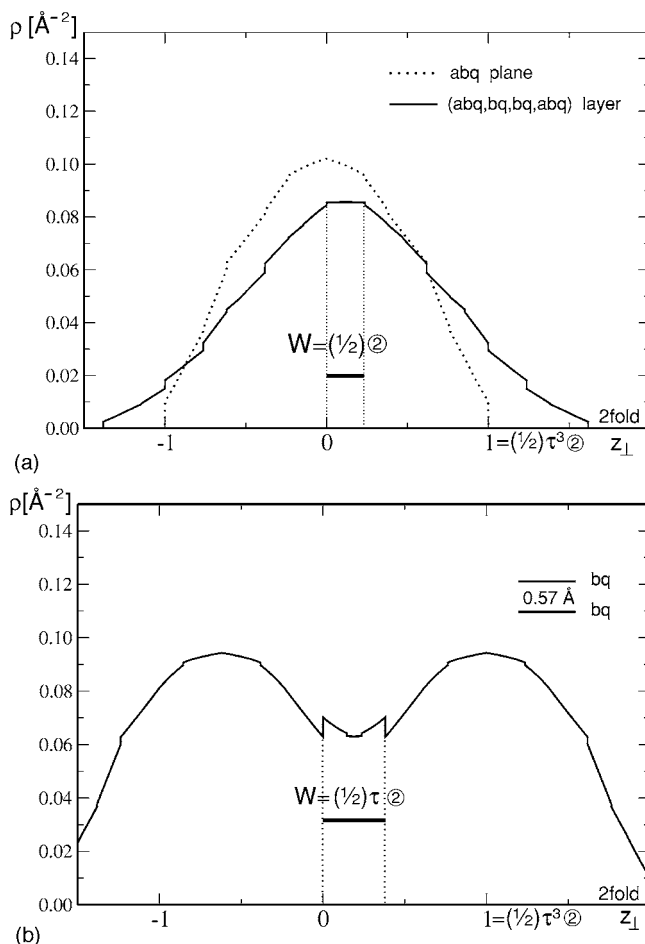 ρ[Å⁻²]
0.14
abq plane
(abq,bq,bq,abq) layer
0.12
0.10
0.08
0.06
0.04
W=(½)②
0.02
2fold
0.00
-1
0
1=(½)τ³②
z⊥
(a)
ρ[Å⁻²]
0.14
bq
0.12
0.57 Å
bq
0.10
0.08
0.06
0.04
W=(½)τ②
0.02
2fold
0.00
-1
0
1=(½)τ³②
z⊥
(b)